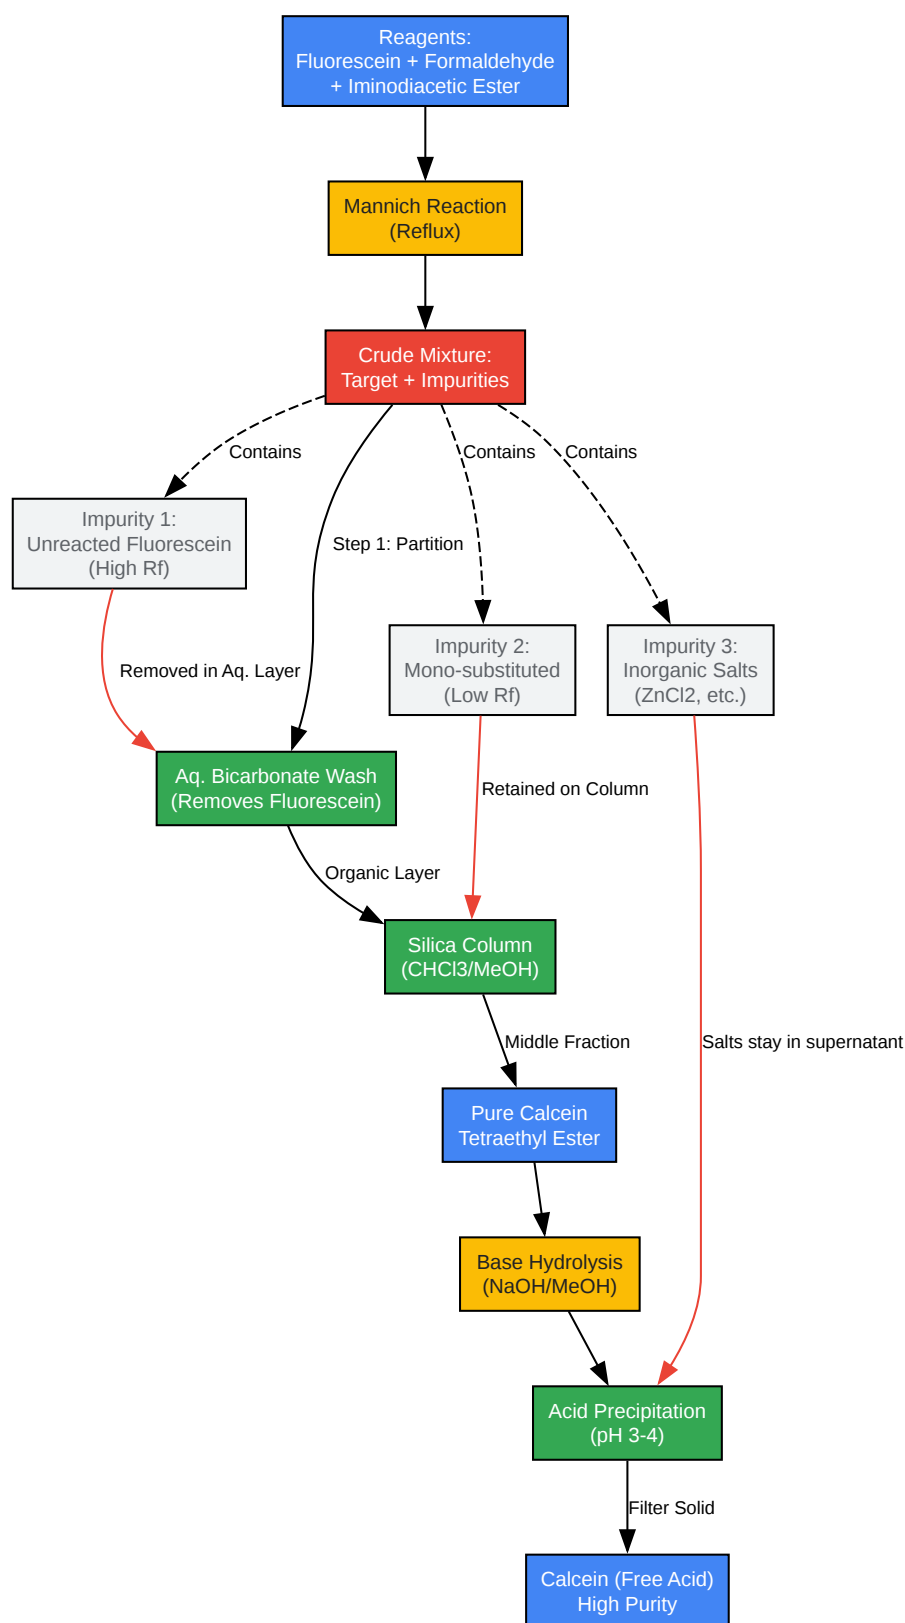 Reagents:
Fluorescein + Formaldehyde
+ Iminodiacetic Ester
Mannich Reaction
(Reflux)
Crude Mixture:
Target + Impurities
Contains
Contains
Contains
Impurity 1:
Unreacted Fluorescein
(High Rf)
Step 1: Partition
Impurity 2:
Mono-substituted
(Low Rf)
Impurity 3:
Inorganic Salts
(ZnCl2, etc.)
Removed in Aq. Layer
Aq. Bicarbonate Wash
(Removes Fluorescein)
Retained on Column
Organic Layer
Silica Column
(CHCl3/MeOH)
Middle Fraction
Salts stay in supernatant
Pure Calcein
Tetraethyl Ester
Base Hydrolysis
(NaOH/MeOH)
Acid Precipitation
(pH 3-4)
Filter Solid
Calcein (Free Acid)
High Purity